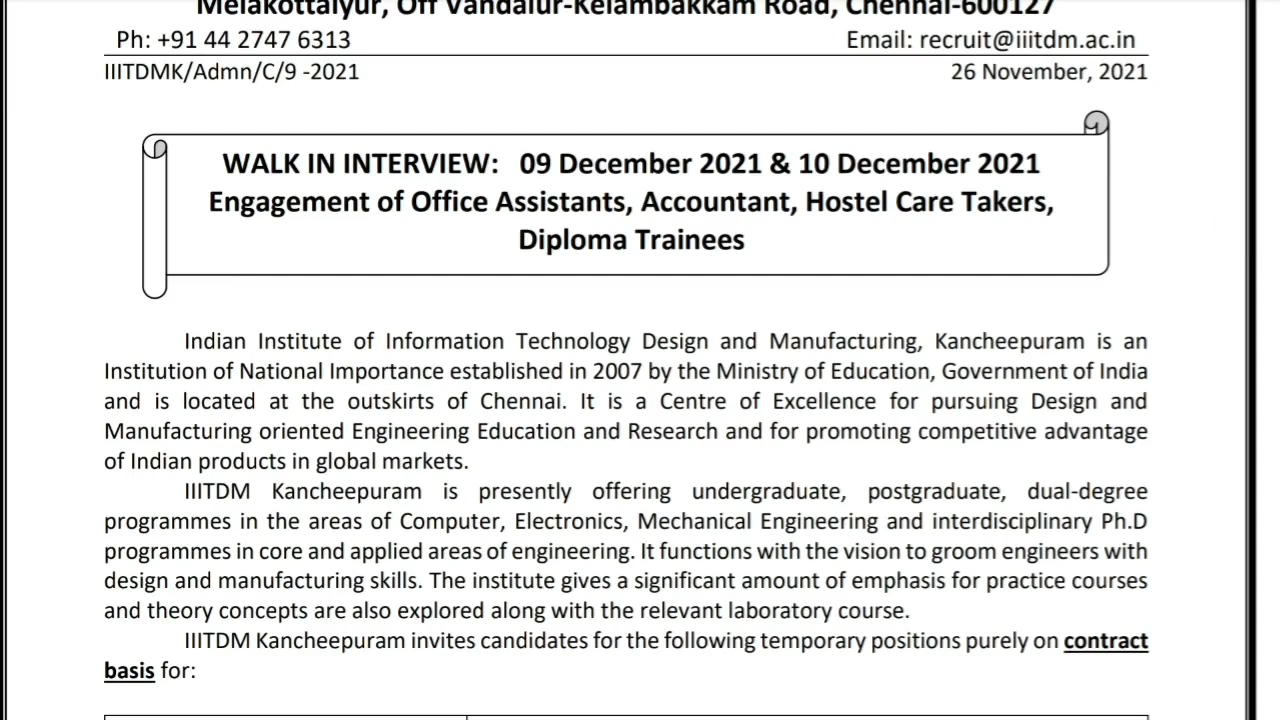 Melakottaiyur, Off Vandalur-Kelambakkam Road, Chennai-600127
Ph: +91 44 2747 6313 Email: recruit@iiitdm.ac.in
IIITDMK/Admn/C/9 -2021 26 November, 2021
WALK IN INTERVIEW: 09 December 2021 & 10 December 2021
Engagement of Office Assistants, Accountant, Hostel Care Takers,
Diploma Trainees
Indian Institute of Information Technology Design and Manufacturing, Kancheepuram is an
Institution of National Importance established in 2007 by the Ministry of Education, Government of India
and is located at the outskirts of Chennai. It is a Centre of Excellence for pursuing Design and
Manufacturing oriented Engineering Education and Research and for promoting competitive advantage
of Indian products in global markets.
IIITDM Kancheepuram is presently offering undergraduate, postgraduate, dual-degree
programmes in the areas of Computer, Electronics, Mechanical Engineering and interdisciplinary Ph.D
programmes in core and applied areas of engineering. It functions with the vision to groom engineers with
design and manufacturing skills. The institute gives a significant amount of emphasis for practice courses
and theory concepts are also explored along with the relevant laboratory course.
IIITDM Kancheepuram invites candidates for the following temporary positions purely on contract
basis for: